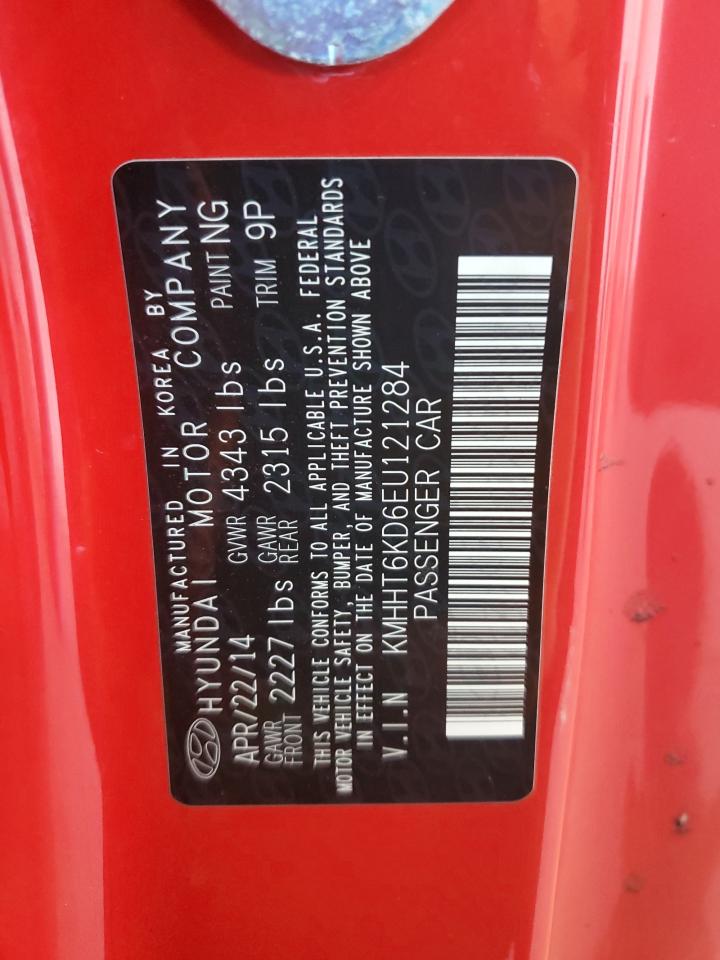 MANUFACTURED IN KOREA BY
HYUNDAI MOTOR COMPANY
APR/22/14 GVWR 4343 lbs PAINT NG
GAWR FRONT 2227 lbs GAWR REAR 2315 lbs TRIM 9P
THIS VEHICLE CONFORMS TO ALL APPLICABLE U.S.A. FEDERAL
MOTOR VEHICLE SAFETY, BUMPER, AND THEFT PREVENTION STANDARDS
IN EFFECT ON THE DATE OF MANUFACTURE SHOWN ABOVE
V.I.N KMHHT6KD6EU121284
PASSENGER CAR